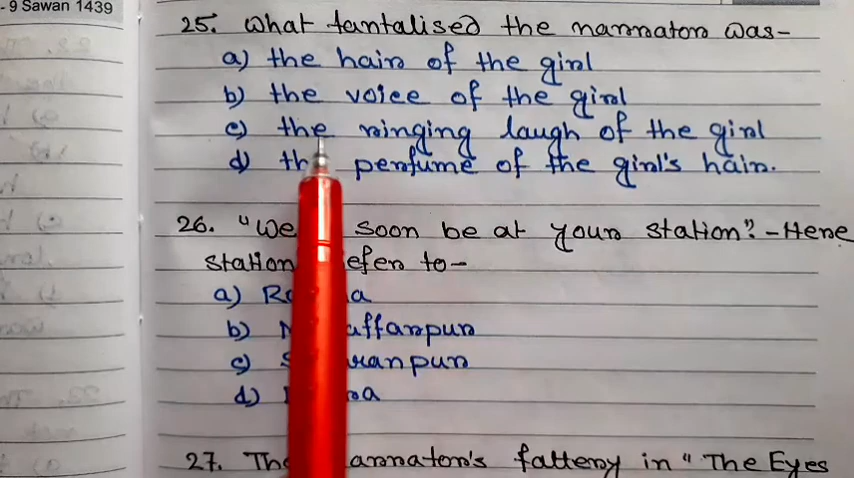 - 9 Sawan 1439
25. What tantalised the narrator was-
a) the hair of the girl
b) the voice of the girl
c) the ringing laugh of the girl
d) perfume of the girl's hair.
26. "We soon be at your station" - Here
station refer to-
a) a
b)
c)
d)
27. The narrator's fattery in "The Eyes